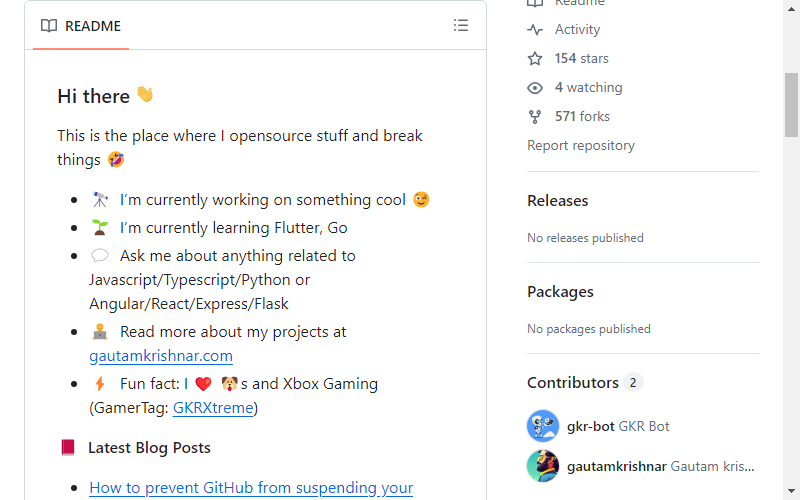 README
Hi there 👋
This is the place where I opensource stuff and break
things 🤣
🔭 I'm currently working on something cool 😉
🌱 I'm currently learning Flutter, Go
💬 Ask me about anything related to
Javascript/Typescript/Python or
Angular/React/Express/Flask
👨‍💻 Read more about my projects at
gautamkrishnar.com
⚡ Fun fact: I ❤️ 🐶s and Xbox Gaming
(GamerTag: GKRXtreme)
📕 Latest Blog Posts
How to prevent GitHub from suspending your
Readme
Activity
154 stars
4 watching
571 forks
Report repository
Releases
No releases published
Packages
No packages published
Contributors 2
gkr-bot GKR Bot
gautamkrishnar Gautam kris...